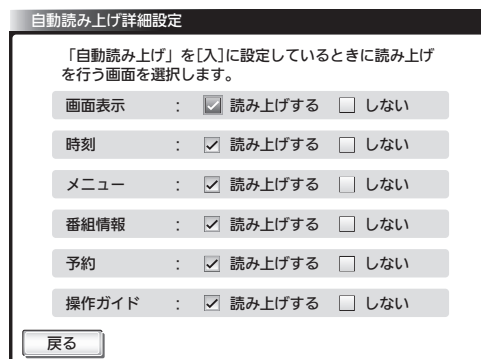 自動読み上げ詳細設定
「自動読み上げ」を[入]に設定しているときに読み上げ
を行う画面を選択します。
画面表示 : 読み上げする しない
時刻 : 読み上げする しない
メニュー : 読み上げする しない
番組情報 : 読み上げする しない
予約 : 読み上げする しない
操作ガイド : 読み上げする しない
戻る